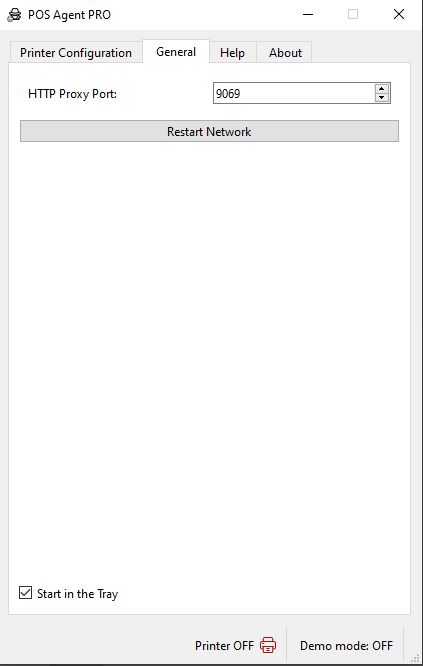 POS Agent PRO
Printer Configuration General Help About
HTTP Proxy Port: 9069
Restart Network
Start in the Tray
Printer OFF Demo mode: OFF